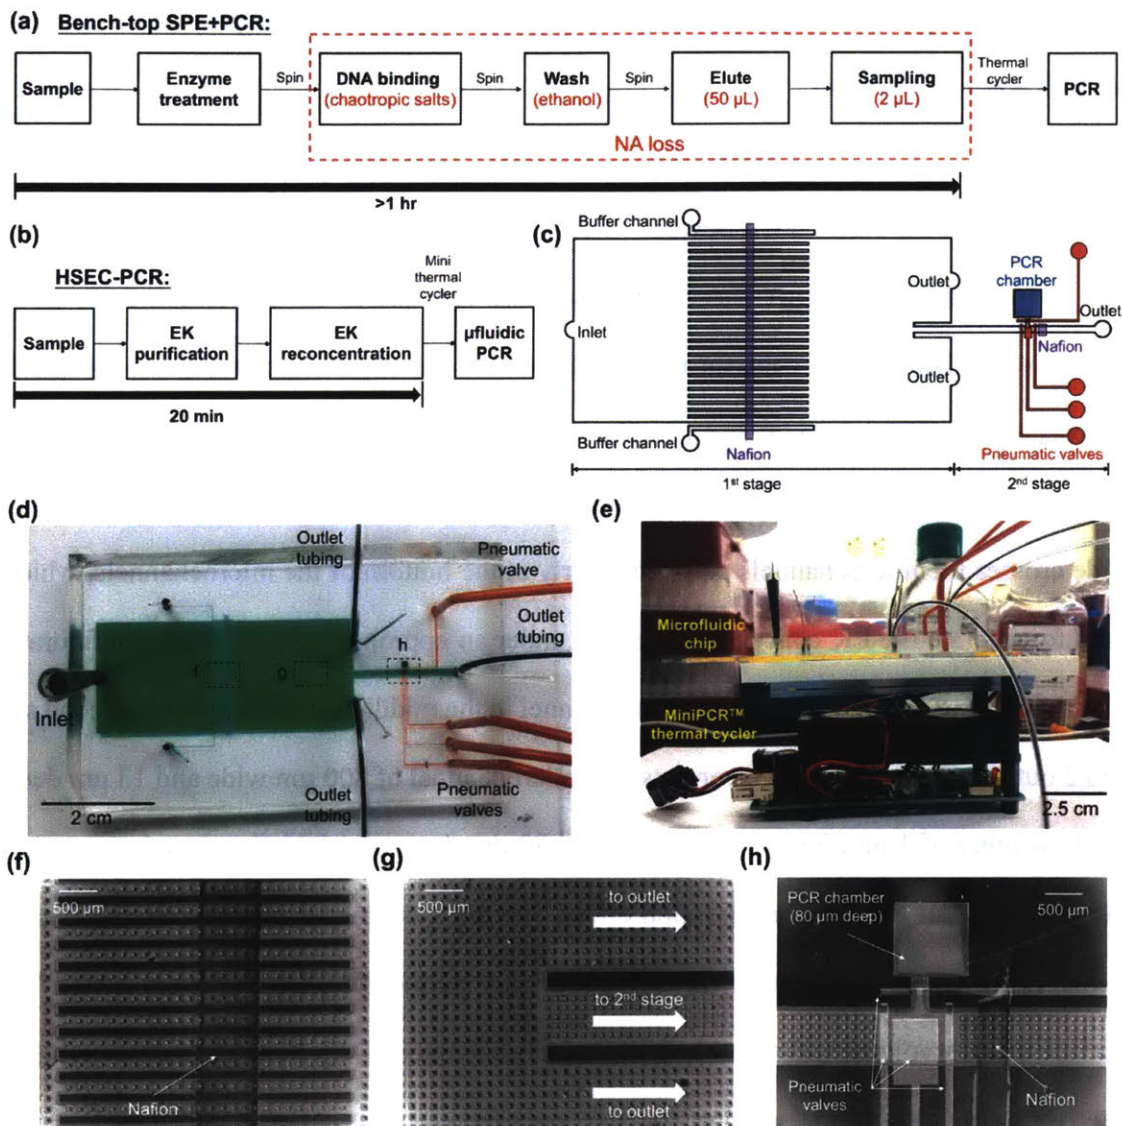 (a) Bench-top SPE+PCR:
Sample
Enzyme
treatment
Spin
DNA binding
(chaotropic salts)
Spin
Wash
(ethanol)
Spin
Elute
(50 µL)
Sampling
(2 µL)
Thermal
cycler
PCR
NA loss
>1 hr
(b)
HSEC-PCR:
Sample
EK
purification
EK
reconcentration
Mini
thermal
cycler
µfluidic
PCR
20 min
(c)
Buffer channel
Inlet
Outlet
Outlet
Buffer channel
Nafion
PCR
chamber
Outlet
Nafion
Pneumatic valves
1st stage
2nd stage
(d)
Outlet
tubing
Pneumatic
valve
Outlet
tubing
h
f
g
Inlet
2 cm
Outlet
tubing
Pneumatic
valves
(e)
Microfluidic
chip
MiniPCR™
thermal cycler
2.5 cm
(f)
500 µm
Nafion
(g)
500 µm
to outlet
to 2nd stage
to outlet
(h)
PCR chamber
(80 µm deep)
500 µm
Pneumatic
valves
Nafion